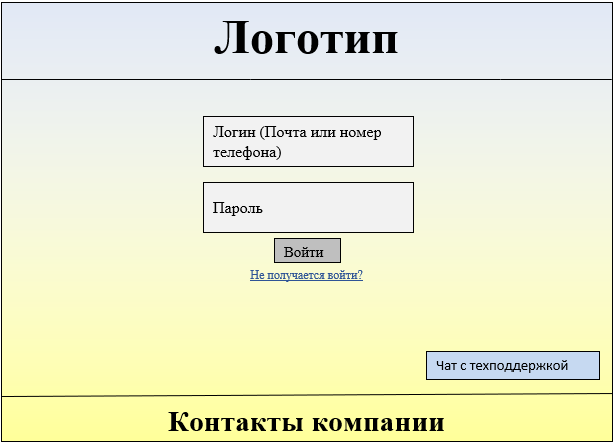 Логотип
Логин (Почта или номер
телефона)
Пароль
Войти
Не получается войти?
Чат с техподдержкой
Контакты компании